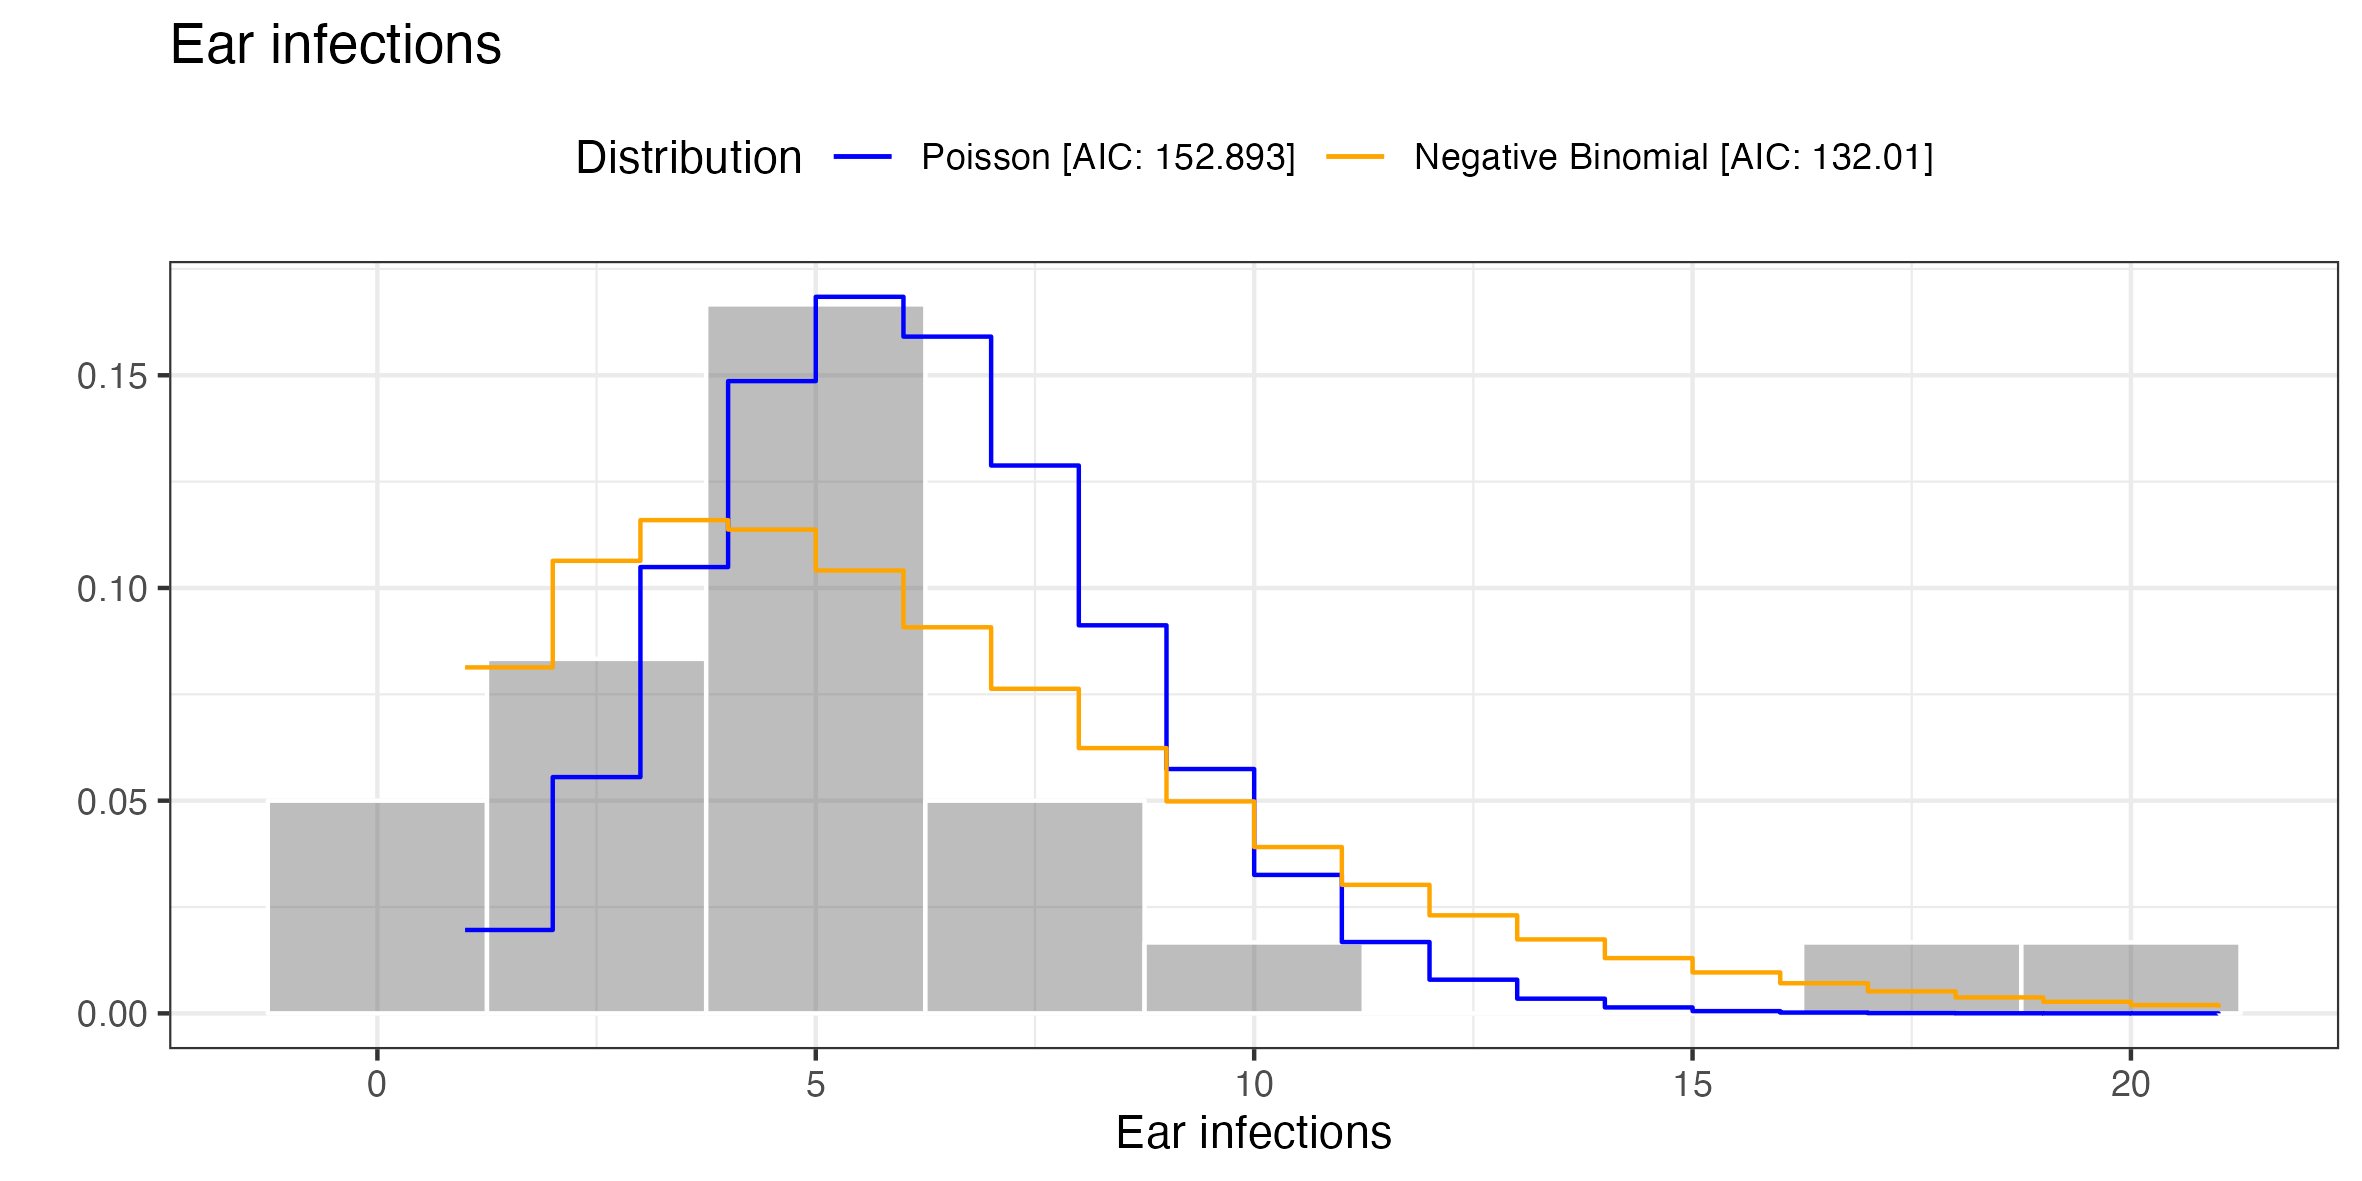 Ear infections
Distribution Poisson [AIC: 152.893] Negative Binomial [AIC: 132.01]
0.15
0.10
0.05
0.00
0 5 10 15 20
Ear infections